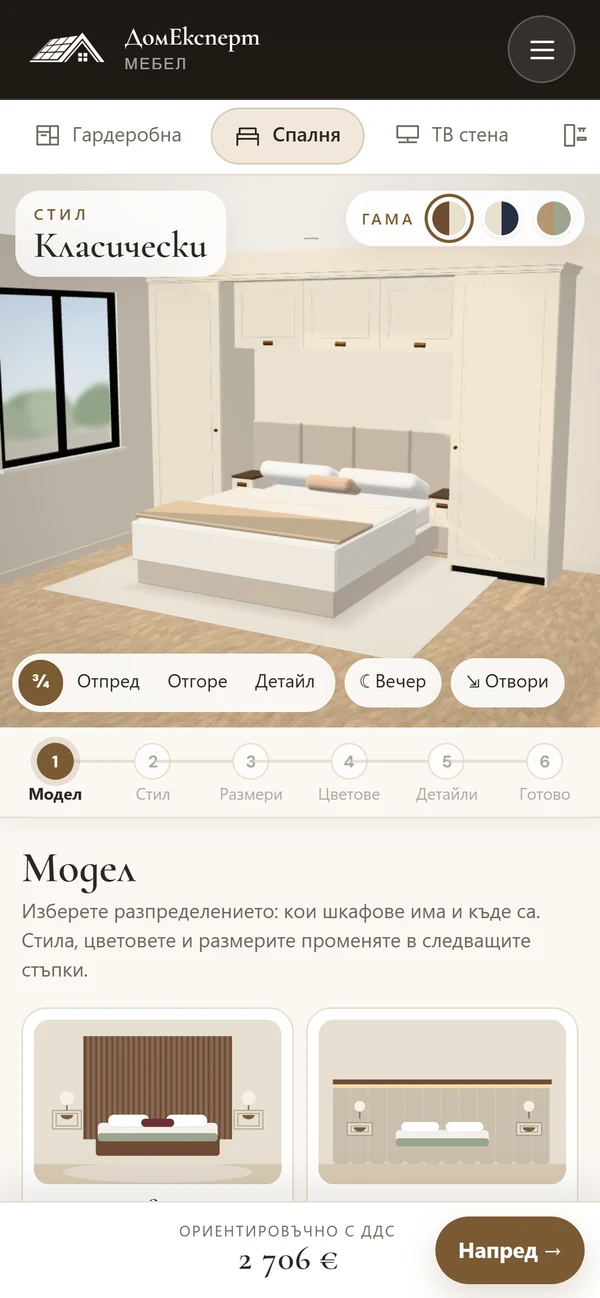 ДомЕксперт
МЕБЕЛ
Гардеробна
Спалня
ТВ стена
СТИЛ
Класически
ГАМА
¾
Отпред
Отгоре
Детайл
☾ Вечер
⇲ Отвори
1
2
3
4
5
6
Модел
Стил
Размери
Цветове
Детайли
Готово
Модел
Изберете разпределението: кои шкафове има и къде са.
Стила, цветовете и размерите променяте в следващите
стъпки.
ОРИЕНТИРОВЪЧНО С ДДС
2 706 €
Напред →